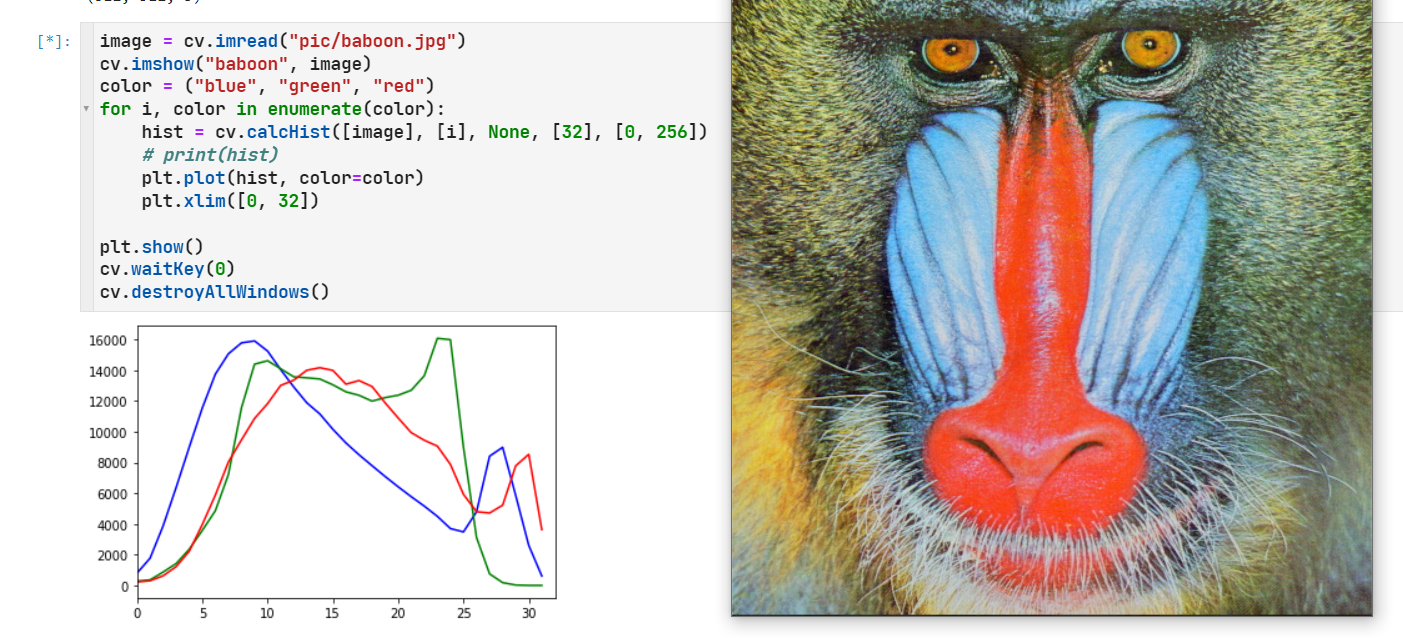 [*]:
image = cv.imread("pic/baboon.jpg")
cv.imshow("baboon", image)
color = ("blue", "green", "red")
for i, color in enumerate(color):
    hist = cv.calcHist([image], [i], None, [32], [0, 256])
    # print(hist)
    plt.plot(hist, color=color)
    plt.xlim([0, 32])
plt.show()
cv.waitKey(0)
cv.destroyAllWindows()
16000
14000
12000
10000
8000
6000
4000
2000
0
0 5 10 15 20 25 30